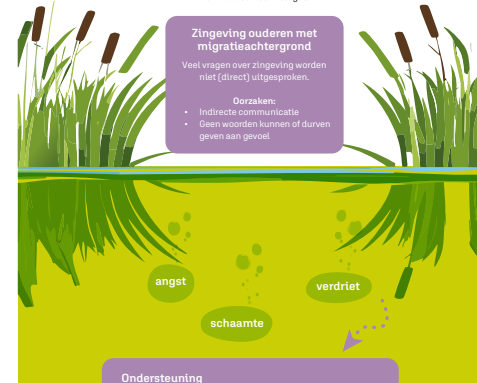 Zingeving ouderen met
migratieachtergrond
Veel vragen over zingeving worden
niet (direct) uitgesproken.
Oorzaken:
• Indirecte communicatie
• Geen woorden kunnen of durven
geven aan gevoel
angst
verdriet
schaamte
Ondersteuning